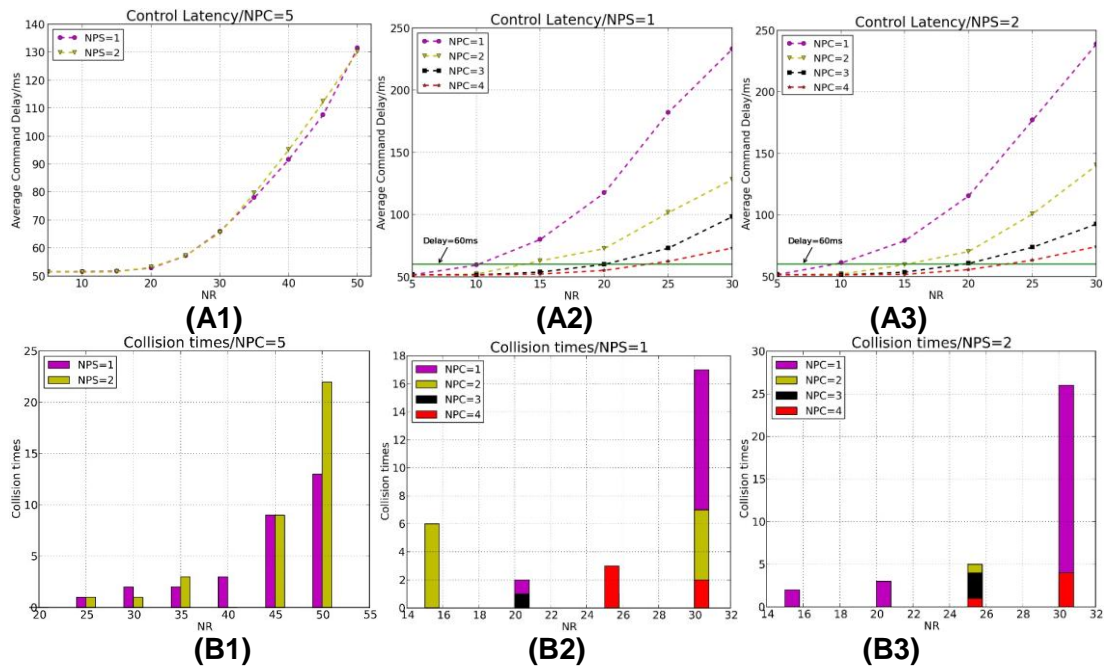 Control Latency/NPC=5
140
130
120
110
100
90
80
70
60
50
Average Command Delay/ms
NPS=1
NPS=2
5 10 15 20 25 30 35 40 45 50
NR
(A1)
Control Latency/NPS=1
250
200
150
100
50
Average Command Delay/ms
NPC=1
NPC=2
NPC=3
NPC=4
Delay=60ms
5 10 15 20 25 30
NR
(A2)
Control Latency/NPS=2
250
200
150
100
50
Average Command Delay/ms
NPC=1
NPC=2
NPC=3
NPC=4
Delay=60ms
5 10 15 20 25 30
NR
(A3)
Collision times/NPC=5
25
20
15
10
5
0
Collision times
NPS=1
NPS=2
20 25 30 35 40 45 50 55
NR
(B1)
Collision times/NPS=1
18
16
14
12
10
8
6
4
2
0
Collision times
NPC=1
NPC=2
NPC=3
NPC=4
14 16 18 20 22 24 26 28 30 32
NR
(B2)
Collision times/NPS=2
30
25
20
15
10
5
0
Collision times
NPC=1
NPC=2
NPC=3
NPC=4
14 16 18 20 22 24 26 28 30 32
NR
(B3)